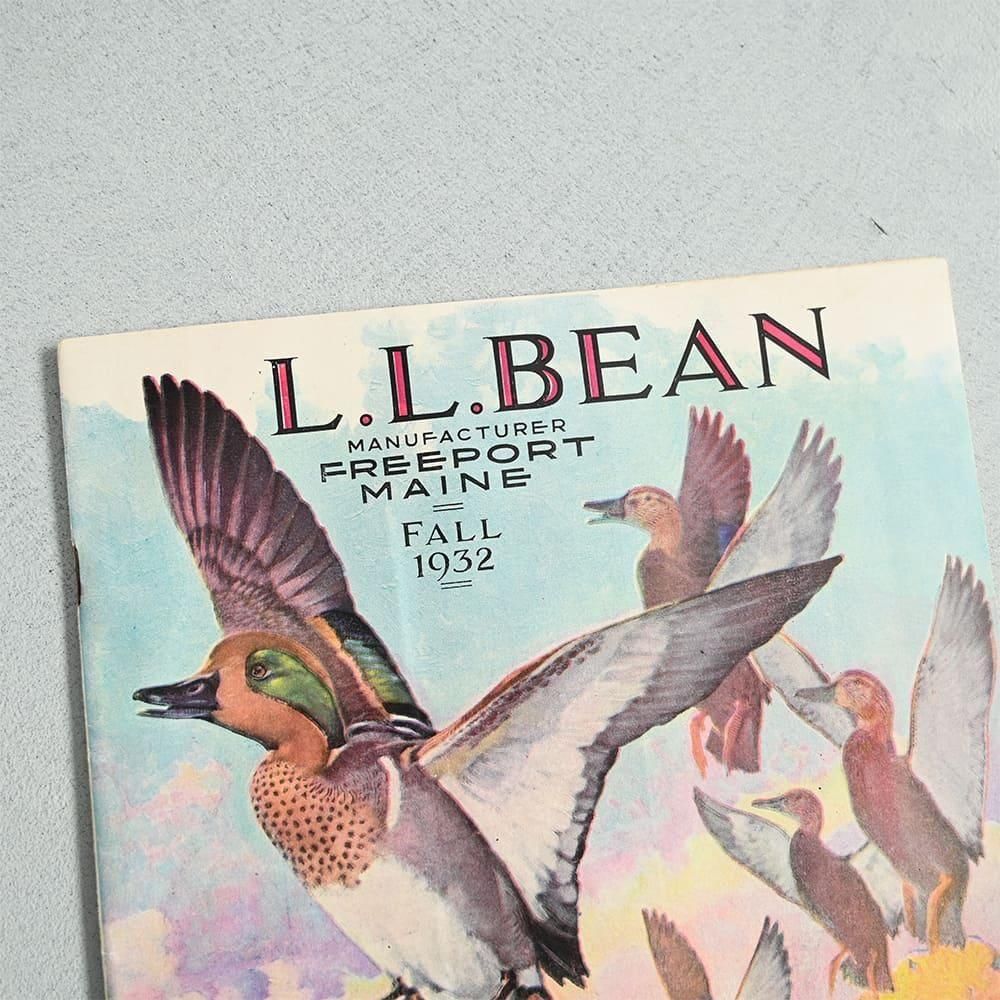 L.L.BEAN
MANUFACTURER
FREEPORT
MAINE
FALL
1932